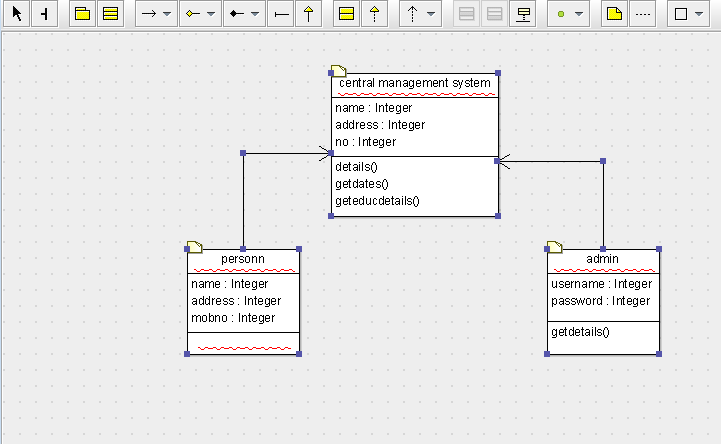 central management system
name : Integer
address : Integer
no : Integer
details()
getdates()
geteducdetails()
personn
name : Integer
address : Integer
mobno : Integer
admin
username : Integer
password : Integer
getdetails()